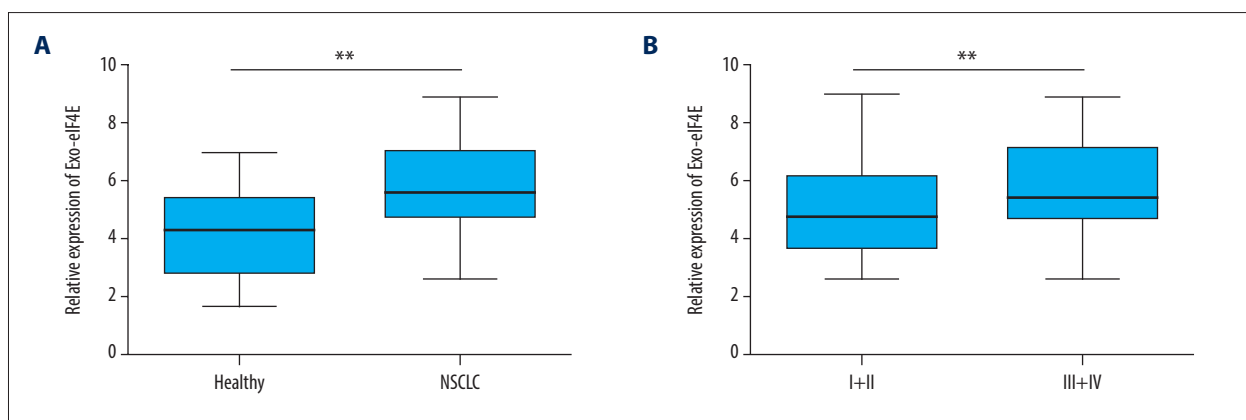 A
**
Relative expression of Exo-eIF4E
10
8
6
4
2
0
Healthy
NSCLC
B
**
Relative expression of Exo-eIF4E
10
8
6
4
2
0
I+II
III+IV